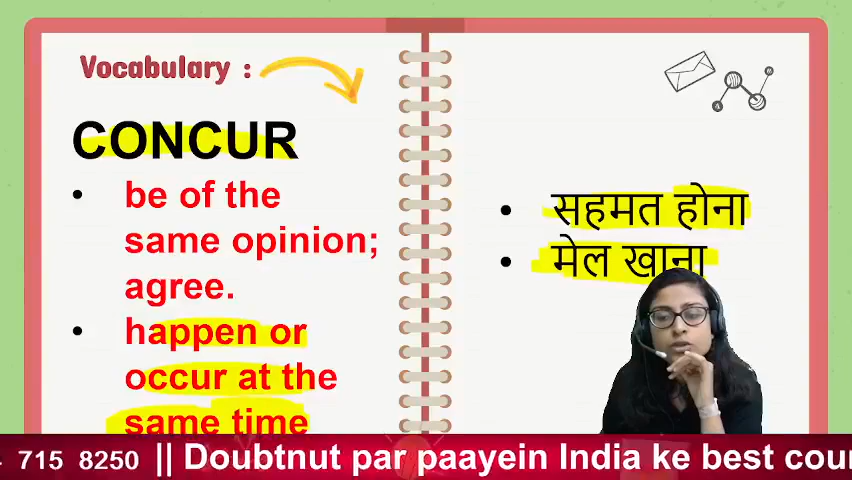 Vocabulary :
CONCUR
• be of the
same opinion;
agree.
• happen or
occur at the
same time
• सहमत होना
• मेल खाना
715 8250 || Doubtnut par paayein India ke best cou